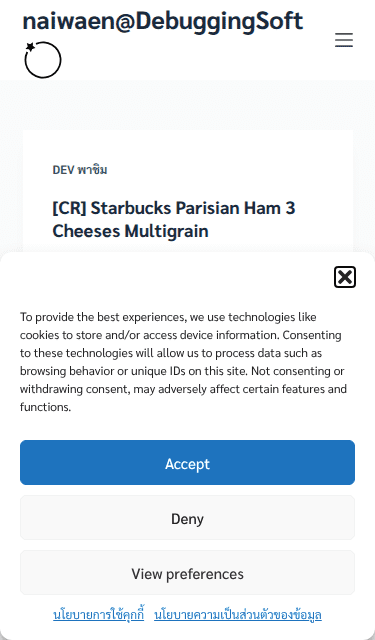 naiwaen@DebuggingSoft
DEV พาชิม
[CR] Starbucks Parisian Ham 3
Cheeses Multigrain
To provide the best experiences, we use technologies like
cookies to store and/or access device information. Consenting
to these technologies will allow us to process data such as
browsing behavior or unique IDs on this site. Not consenting or
withdrawing consent, may adversely affect certain features and
functions.
Accept
Deny
View preferences
นโยบายการใช้คุกกี้ นโยบายความเป็นส่วนตัวของข้อมูล